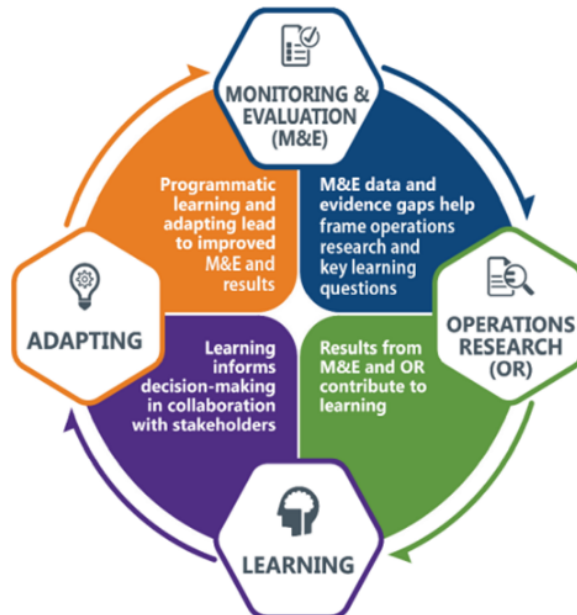 MONITORING &
EVALUATION
(M&E)
Programmatic
learning and
adapting lead
to improved
M&E and
results
M&E data and
evidence gaps help
frame operations
research and
key learning
questions
ADAPTING
OPERATIONS
RESEARCH
(OR)
Learning
informs
decision-making
in collaboration
with stakeholders
Results from
M&E and OR
contribute to
learning
LEARNING